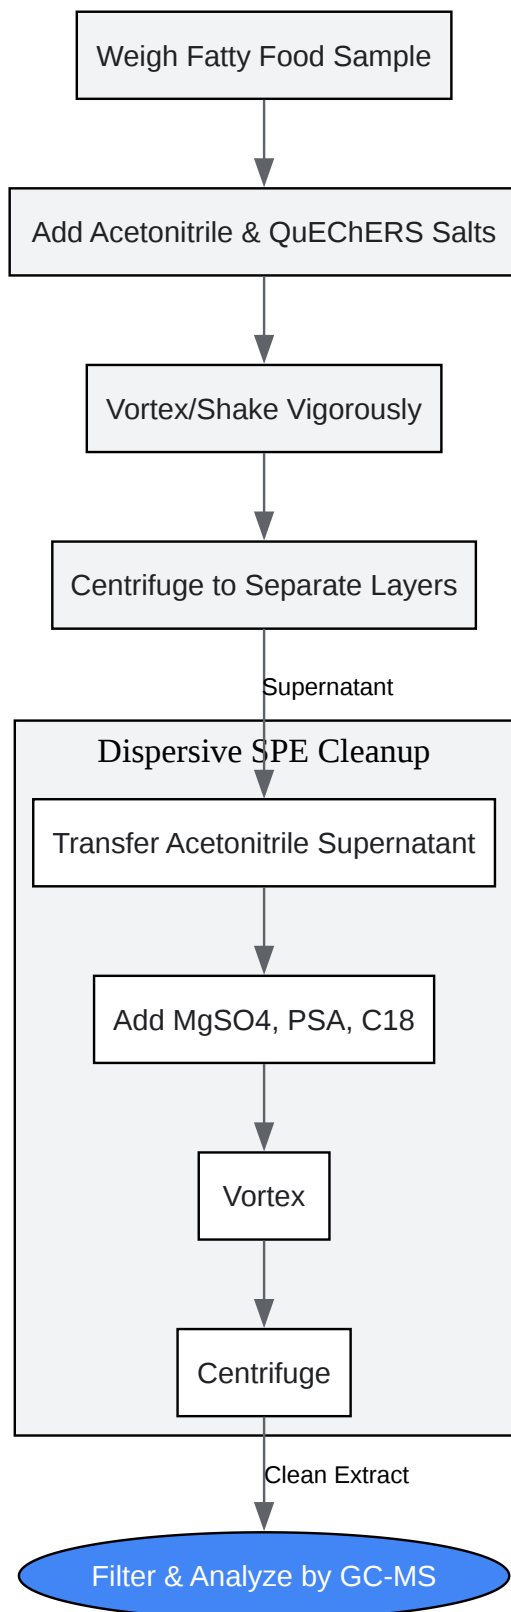 Weigh Fatty Food Sample
Add Acetonitrile & QuEChERS Salts
Vortex/Shake Vigorously
Centrifuge to Separate Layers
Supernatant
Dispersive SPE Cleanup
Transfer Acetonitrile Supernatant
Add MgSO4, PSA, C18
Vortex
Centrifuge
Clean Extract
Filter & Analyze by GC-MS